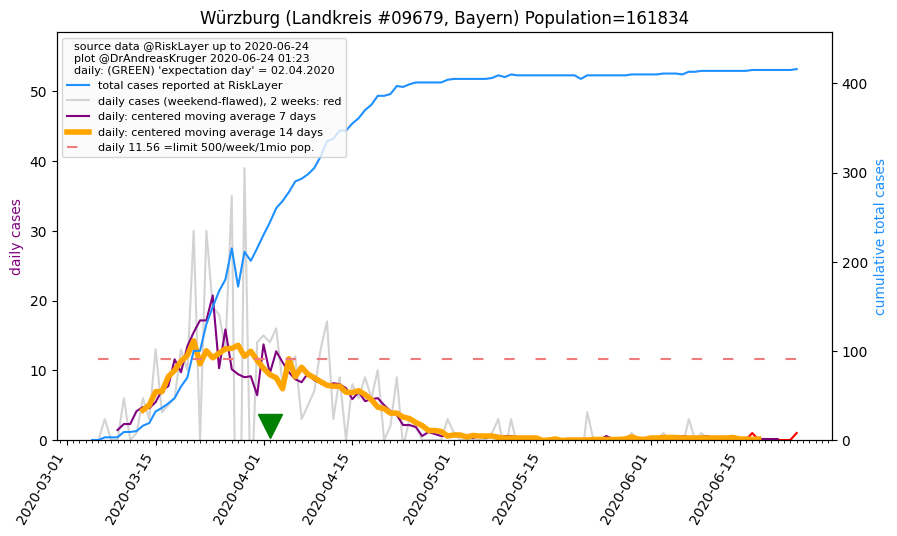 Würzburg (Landkreis #09679, Bayern) Population=161834
source data @RiskLayer up to 2020-06-24
plot @DrAndreasKruger 2020-06-24 01:23
daily: (GREEN) 'expectation day' = 02.04.2020
total cases reported at RiskLayer
daily cases (weekend-flawed), 2 weeks: red
daily: centered moving average 7 days
daily: centered moving average 14 days
daily 11.56 =limit 500/week/1mio pop.
daily cases
50
40
30
20
10
0
cumulative total cases
400
300
200
100
0
2020-03-01
2020-03-15
2020-04-01
2020-04-15
2020-05-01
2020-05-15
2020-06-01
2020-06-15